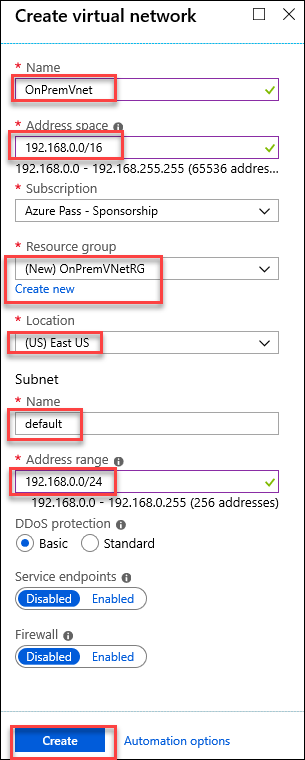 Create virtual network
* Name
OnPremVnet
* Address space
192.168.0.0/16
192.168.0.0 - 192.168.255.255 (65536 addres...
* Subscription
Azure Pass - Sponsorship
* Resource group
(New) OnPremVNetRG
Create new
* Location
(US) East US
Subnet
* Name
default
* Address range
192.168.0.0/24
192.168.0.0 - 192.168.0.255 (256 addresses)
DDoS protection
Basic Standard
Service endpoints
Disabled Enabled
Firewall
Disabled Enabled
Create Automation options